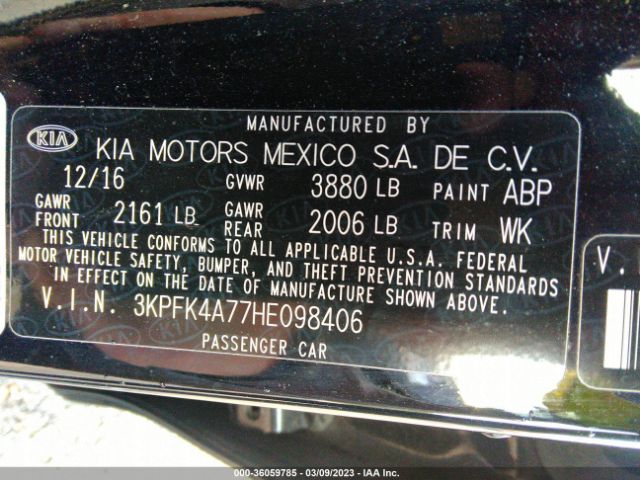 MANUFACTURED BY
KIA KIA MOTORS MEXICO S.A. DE C.V.
12/16 GVWR 3880 LB PAINT ABP
GAWR FRONT 2161 LB GAWR REAR 2006 LB TRIM WK
THIS VEHICLE CONFORMS TO ALL APPLICABLE U.S.A. FEDERAL
MOTOR VEHICLE SAFETY, BUMPER, AND THEFT PREVENTION STANDARDS
IN EFFECT ON THE DATE OF MANUFACTURE SHOWN ABOVE.
V.I.N. 3KPFK4A77HE098406
PASSENGER CAR
V.
000-36059785 - 03/09/2023 - IAA Inc.